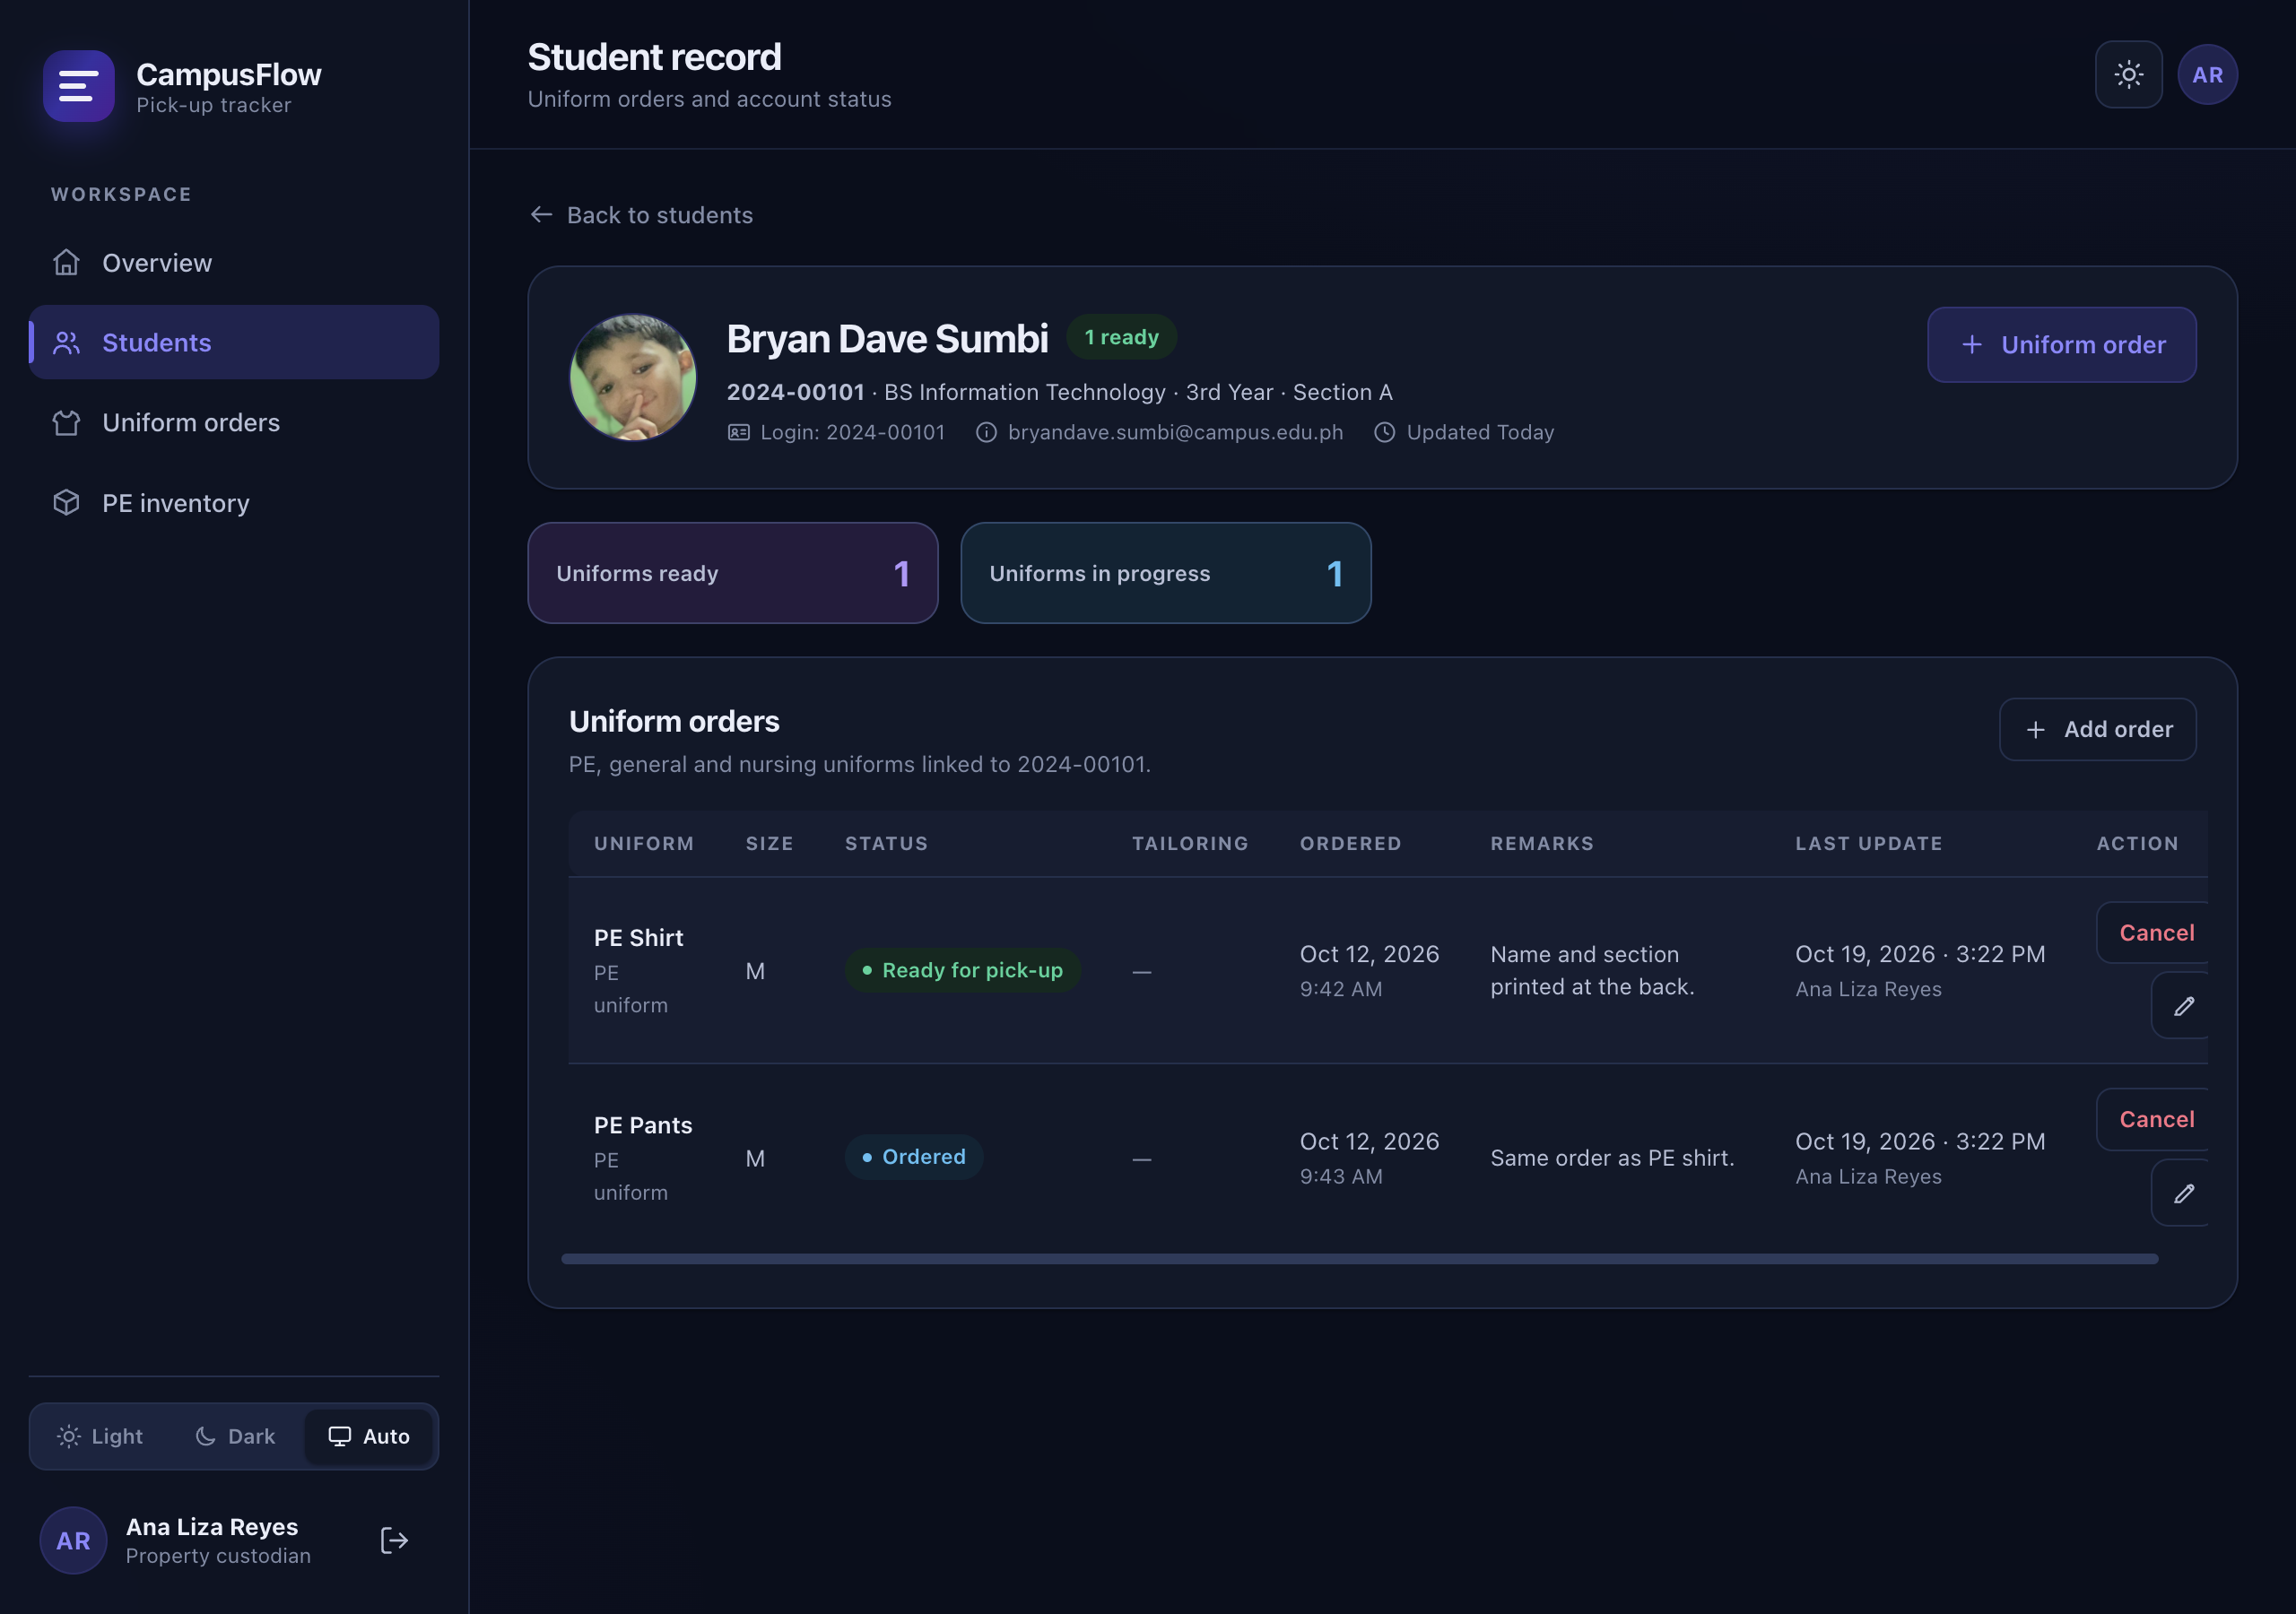 CampusFlow
Pick-up tracker
WORKSPACE
Overview
Students
Uniform orders
PE inventory
Light Dark Auto
AR
Ana Liza Reyes
Property custodian
Student record
Uniform orders and account status
AR
Back to students
Bryan Dave Sumbi 1 ready
2024-00101 · BS Information Technology · 3rd Year · Section A
Login: 2024-00101 bryandave.sumbi@campus.edu.ph Updated Today
+ Uniform order
Uniforms ready 1
Uniforms in progress 1
Uniform orders
PE, general and nursing uniforms linked to 2024-00101.
+ Add order
UNIFORM SIZE STATUS TAILORING ORDERED REMARKS LAST UPDATE ACTION
PE Shirt
PE
uniform
M
Ready for pick-up
—
Oct 12, 2026
9:42 AM
Name and section
printed at the back.
Oct 19, 2026 · 3:22 PM
Ana Liza Reyes
Cancel
PE Pants
PE
uniform
M
Ordered
—
Oct 12, 2026
9:43 AM
Same order as PE shirt.
Oct 19, 2026 · 3:22 PM
Ana Liza Reyes
Cancel